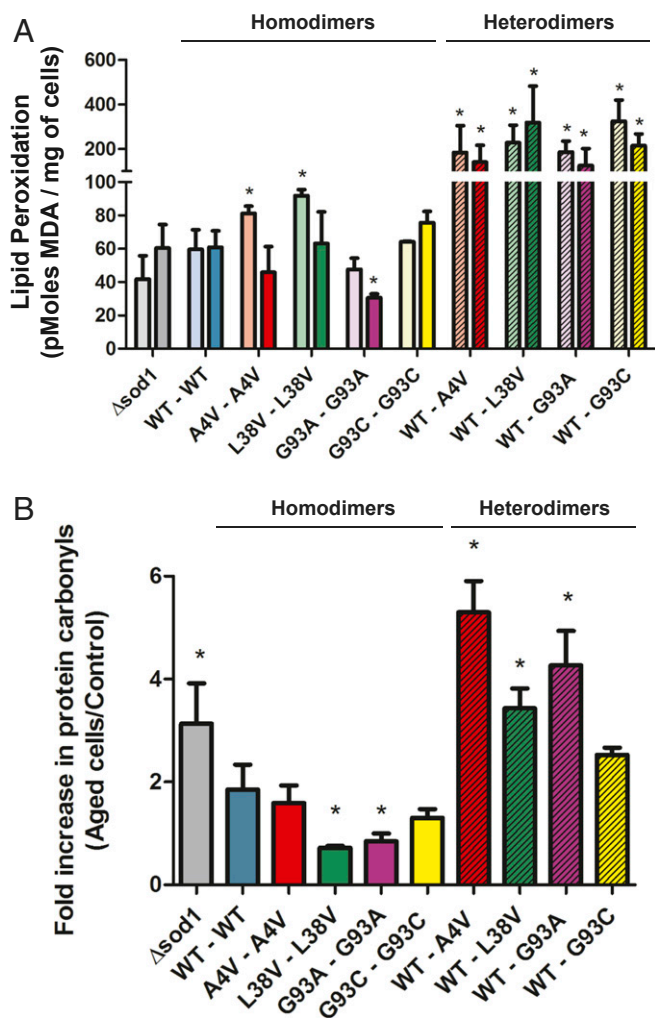 A
Homodimers
Heterodimers
Lipid Peroxidation
(pMoles MDA / mg of cells)
600
400
200
100
80
60
40
20
0
* * * * * * * * * * *
Δsod1
WT - WT
A4V - A4V
L38V - L38V
G93A - G93A
G93C - G93C
WT - A4V
WT - L38V
WT - G93A
WT - G93C
B
Homodimers
Heterodimers
Fold increase in protein carbonyls
(Aged cells/Control)
6
4
2
0
* * * * * *
Δsod1
WT - WT
A4V - A4V
L38V - L38V
G93A - G93A
G93C - G93C
WT - A4V
WT - L38V
WT - G93A
WT - G93C